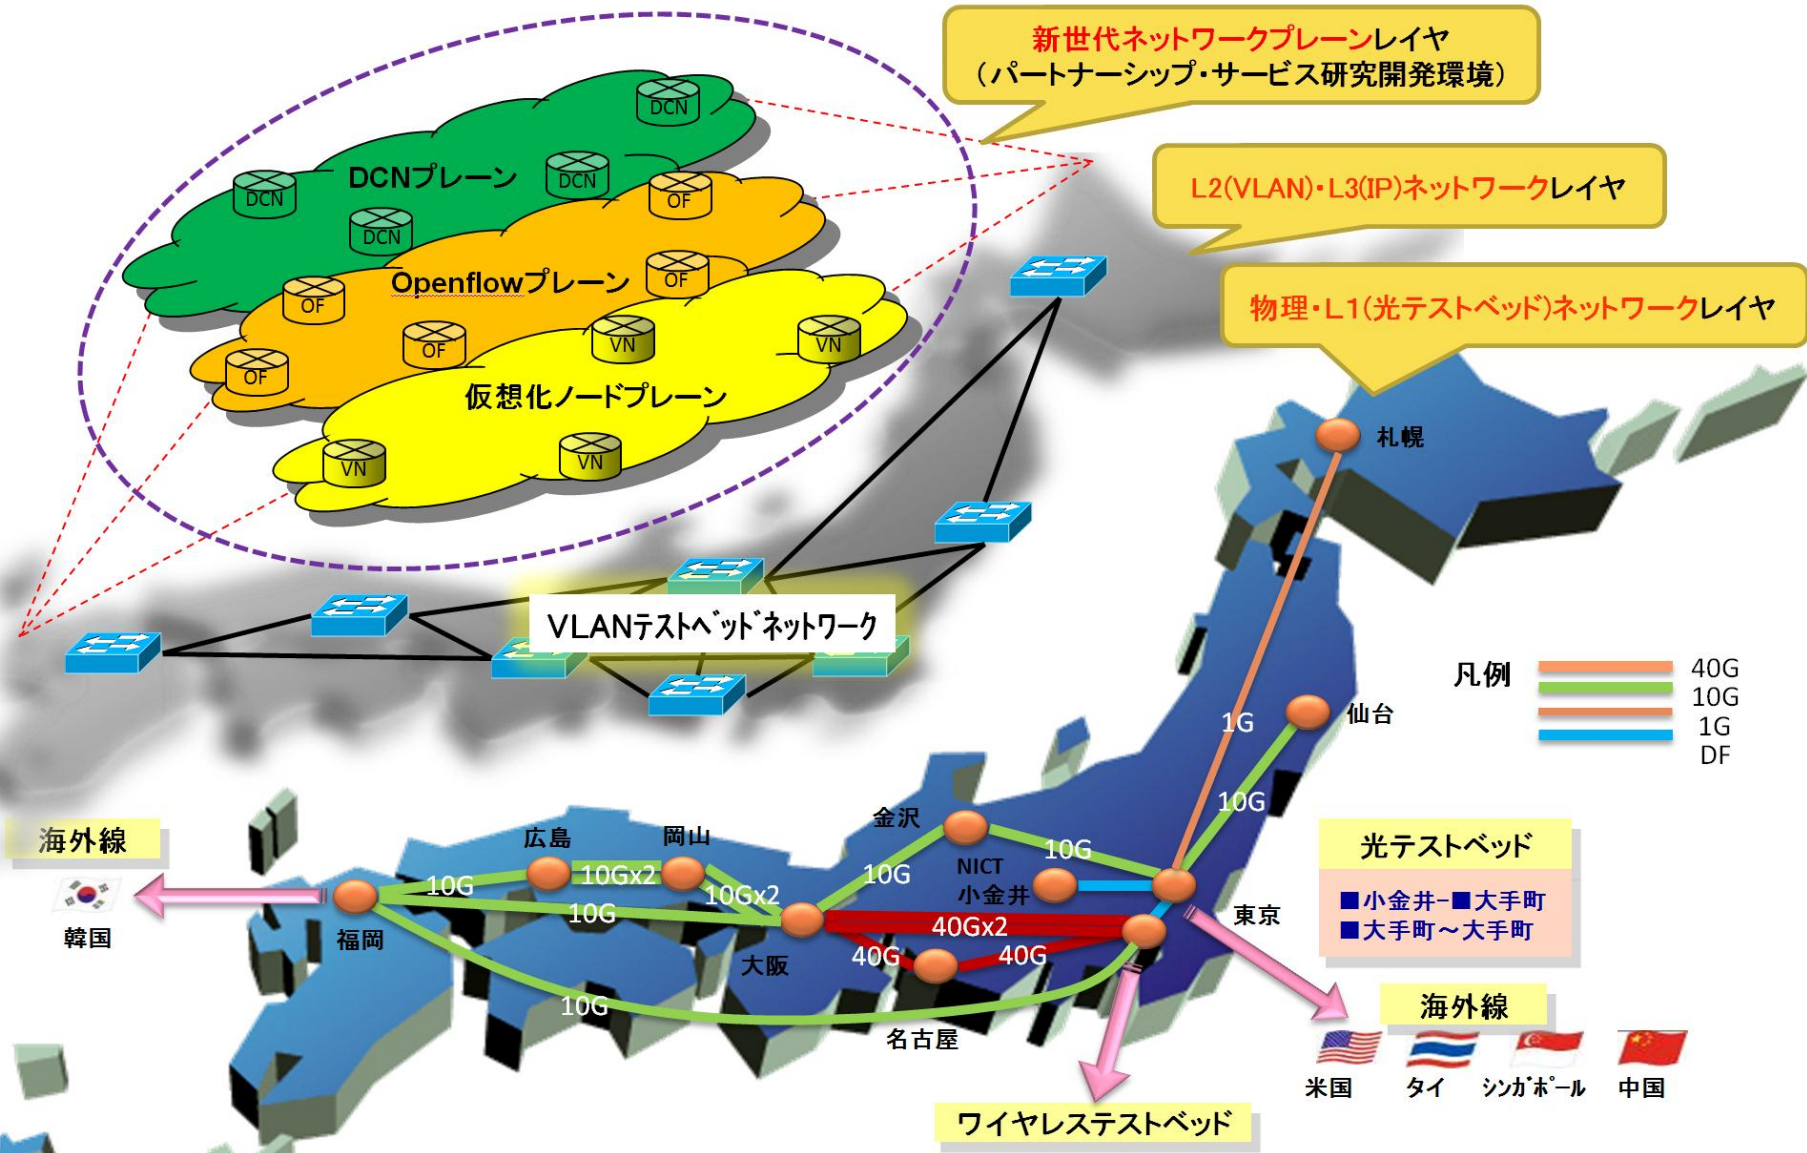 新世代ネットワークプレーンレイヤ
（パートナーシップ・サービス研究開発環境）
L2(VLAN)・L3(IP)ネットワークレイヤ
物理・L1(光テストベッド)ネットワークレイヤ
DCN
DCNプレーン
DCN
DCN
DCN
OF
Openflowプレーン
OF
OF
OF
OF
VN
VN
仮想化ノードプレーン
VN
VN
VLANﾃｽﾄﾍﾞｯﾄﾞﾈｯﾄﾜｰｸ
札幌
凡例
40G
10G
1G
DF
1G
仙台
10G
海外線
韓国
広島
岡山
金沢
10G
10Gx2
10Gx2
10G
10G
NICT
小金井
10G
福岡
大阪
40Gx2
40G
40G
東京
10G
名古屋
光テストベッド
■小金井−■大手町
■大手町～大手町
海外線
米国
タイ
ｼﾝｶﾞﾎﾟｰﾙ
中国
ワイヤレステストベッド